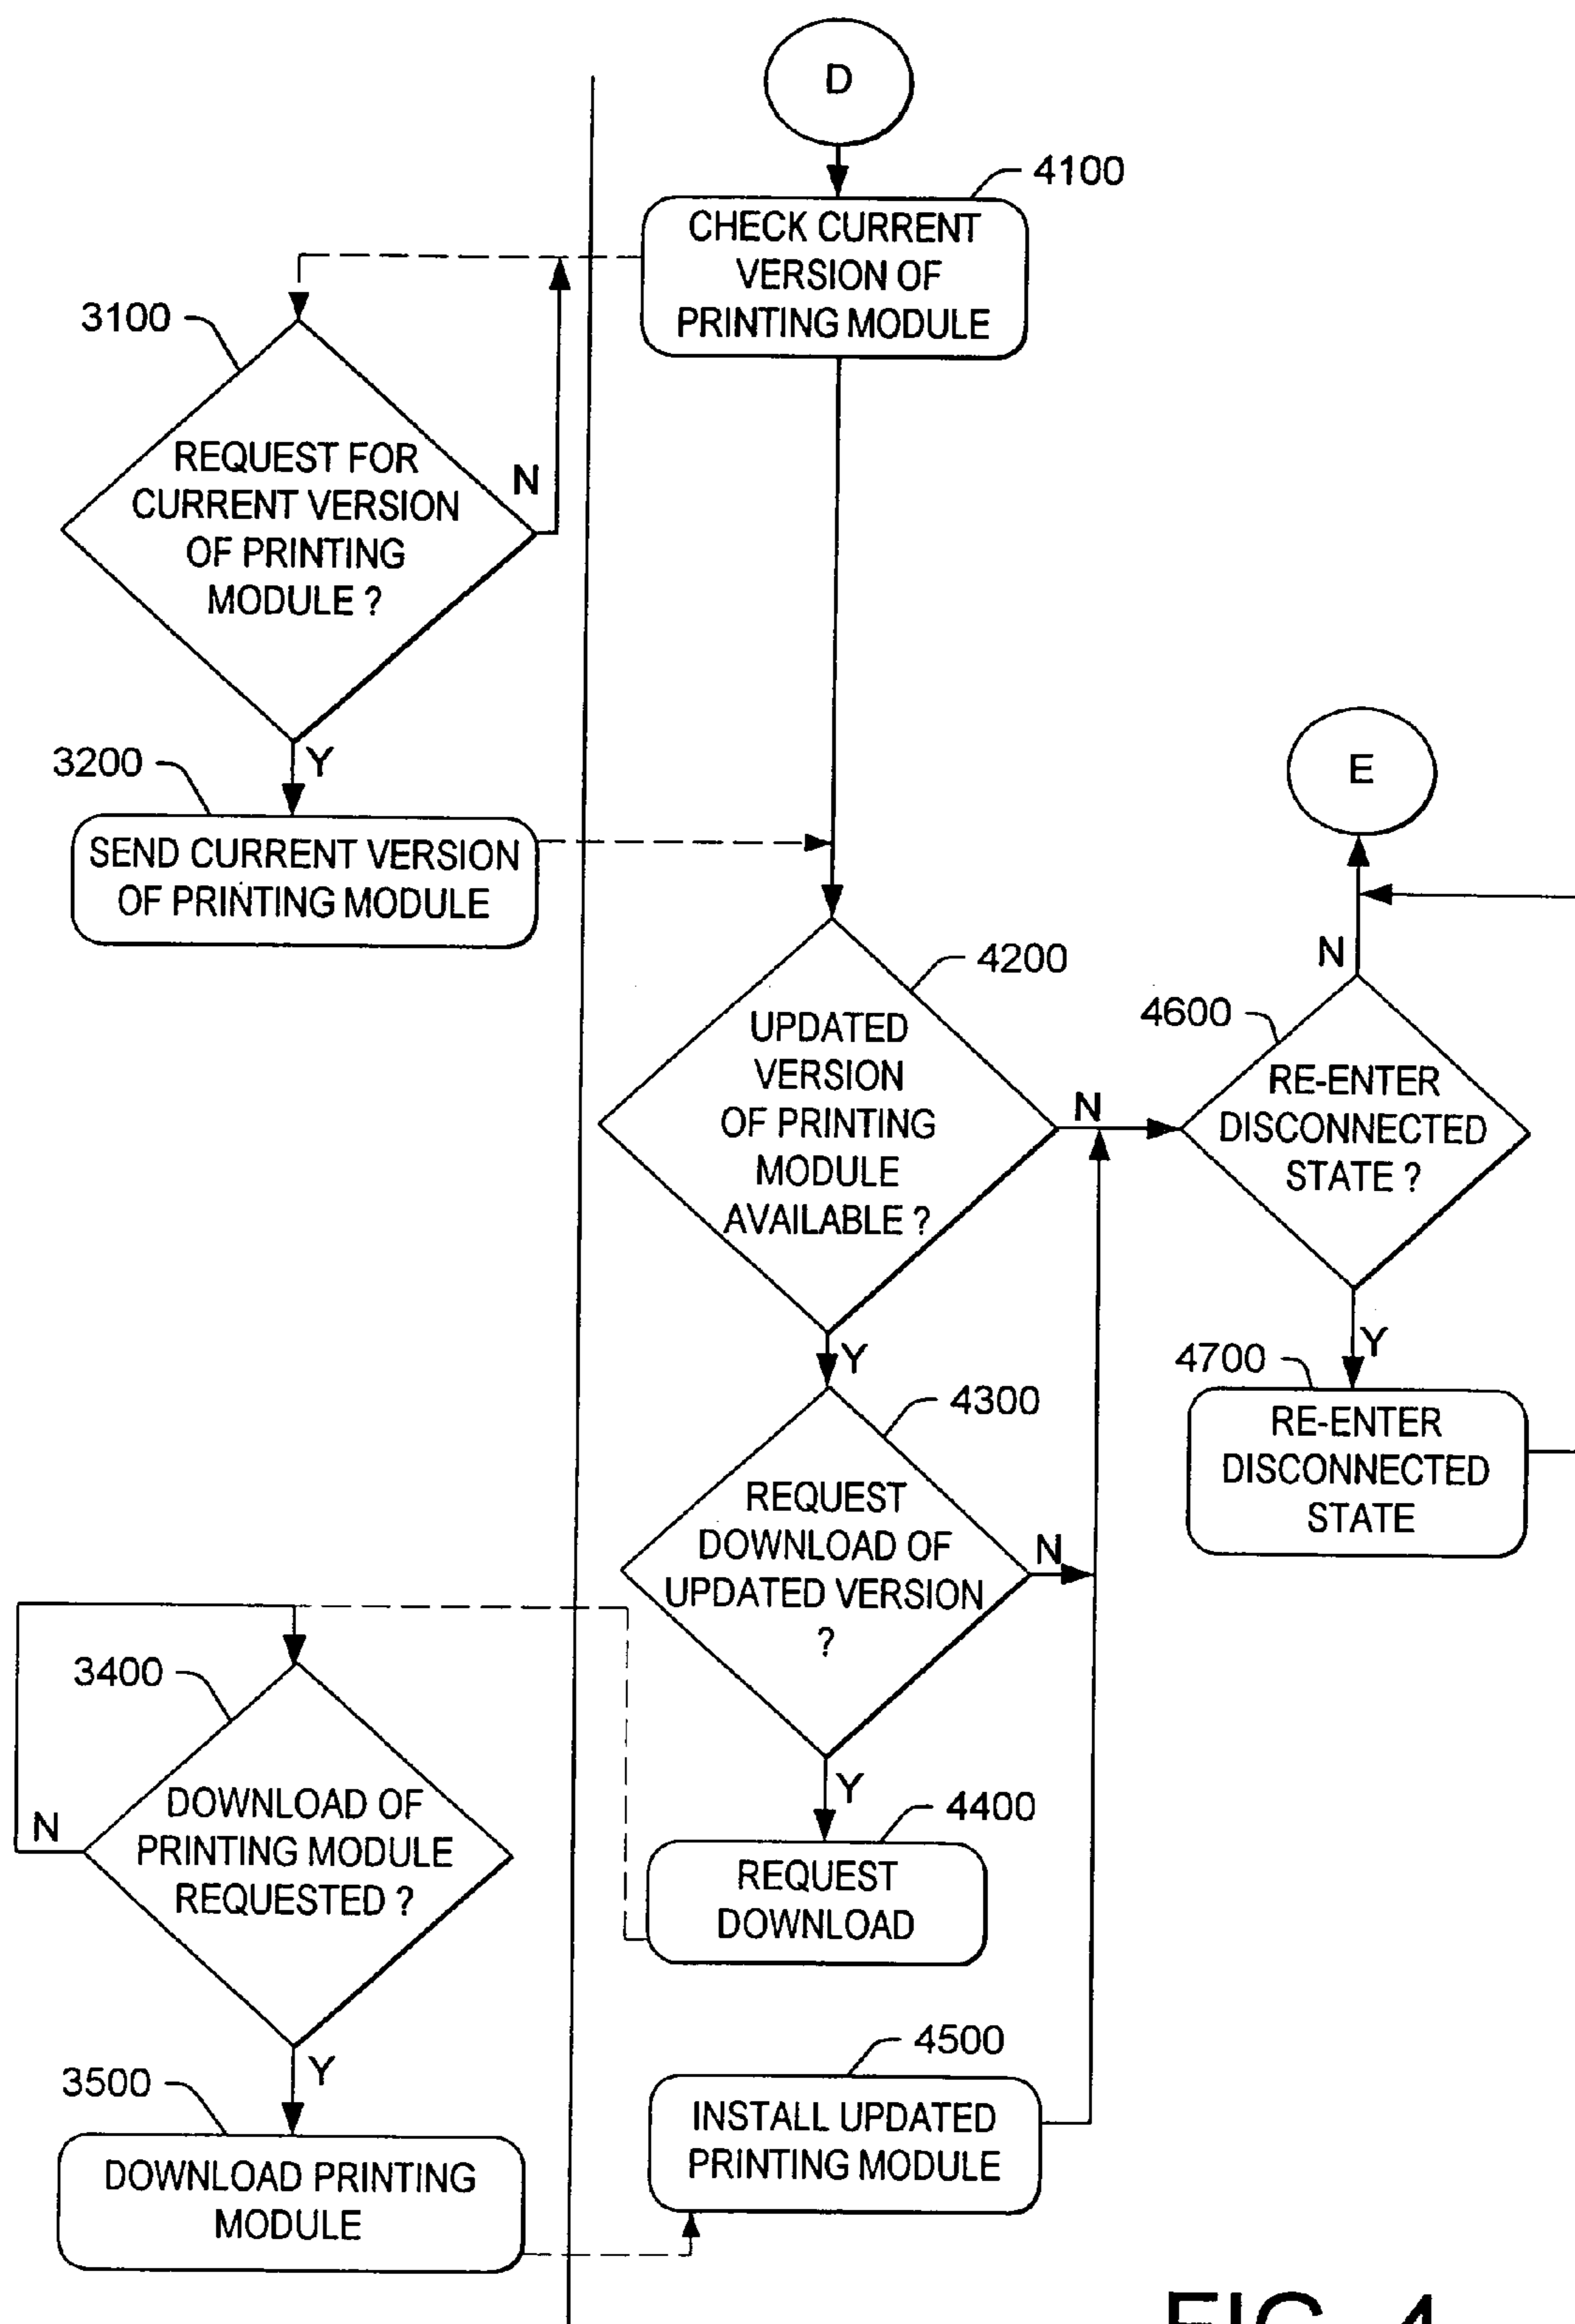 D
4100
CHECK CURRENT
VERSION OF
PRINTING MODULE
3100
REQUEST FOR
CURRENT VERSION
OF PRINTING
MODULE ?
N
Y
3200
SEND CURRENT VERSION
OF PRINTING MODULE
E
N
4200
UPDATED
VERSION
OF PRINTING
MODULE
AVAILABLE ?
N
Y
4600
RE-ENTER
DISCONNECTED
STATE ?
Y
4700
RE-ENTER
DISCONNECTED
STATE
4300
REQUEST
DOWNLOAD OF
UPDATED VERSION
?
N
Y
3400
DOWNLOAD OF
PRINTING MODULE
REQUESTED ?
N
Y
4400
REQUEST
DOWNLOAD
3500
DOWNLOAD PRINTING
MODULE
4500
INSTALL UPDATED
PRINTING MODULE
FIG. 4